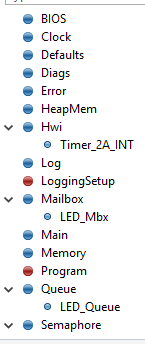 BIOS
Clock
Defaults
Diags
Error
HeapMem
Hwi
Timer_2A_INT
Log
LoggingSetup
Mailbox
LED_Mbx
Main
Memory
Program
Queue
LED_Queue
Semaphore